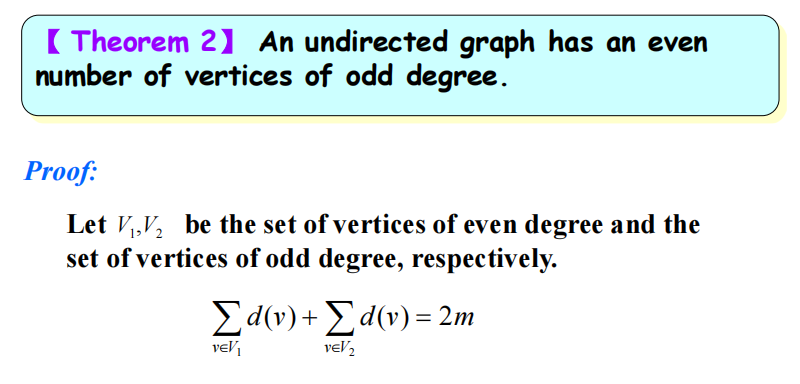 【 Theorem 2】 An undirected graph has an even
number of vertices of odd degree.
Proof:
Let V₁,V₂ be the set of vertices of even degree and the
set of vertices of odd degree, respectively.
∑_{v∈V₁} d(v) + ∑_{v∈V₂} d(v) = 2m